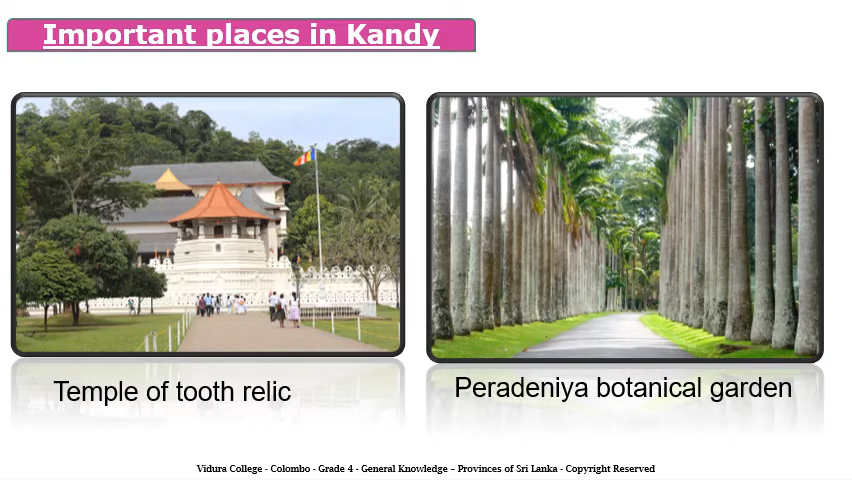 Important places in Kandy
Temple of tooth relic
Peradeniya botanical garden
Vidura College - Colombo - Grade 4 - General Knowledge – Provinces of Sri Lanka - Copyright Reserved